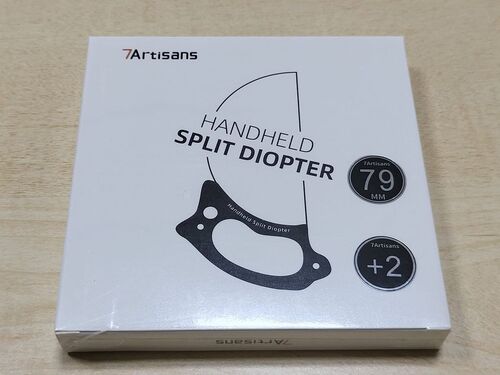 7Artisans
HANDHELD
SPLIT DIOPTER
7Artisans
79
MM
Handheld Split Diopter
7Artisans
+2
7Artisans